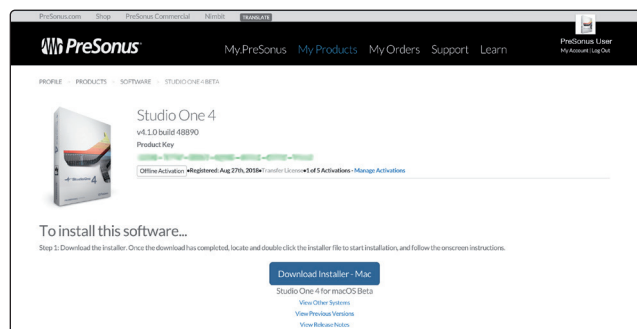 PreSonus.com Shop PreSonus Commercial Nimbit TRANSLATE
PreSonus
My.PreSonus My Products My Orders Support Learn
PreSonus User
My Account | Log Out
PROFILE PRODUCTS SOFTWARE STUDIO ONE 4 BETA
Studio One 4
v4.1.0 build 48890
Product Key
Offline Activation •Registered: Aug 27th, 2018•Transfer License•1 of 5 Activations - Manage Activations
4
To install this software...
Step 1: Download the installer. Once the download has completed, locate and double click the installer file to start installation, and follow the onscreen instructions.
Download Installer - Mac
Studio One 4 for macOS Beta
View Other Systems
View Previous Versions
View Release Notes